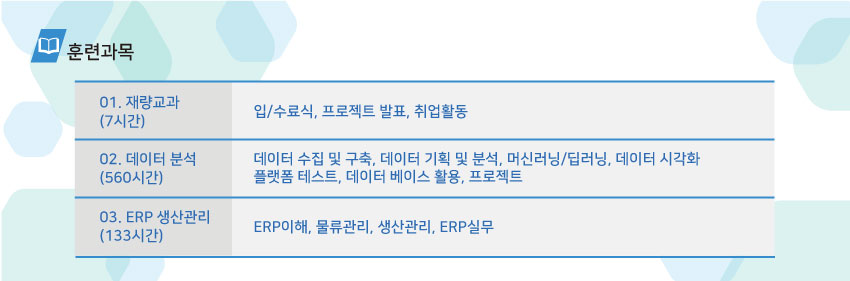 훈련과목
01. 재량교과
(7시간)
입/수료식, 프로젝트 발표, 취업활동
02. 데이터 분석
(560시간)
데이터 수집 및 구축, 데이터 기획 및 분석, 머신러닝/딥러닝, 데이터 시각화
플랫폼 테스트, 데이터 베이스 활용, 프로젝트
03. ERP 생산관리
(133시간)
ERP이해, 물류관리, 생산관리, ERP실무